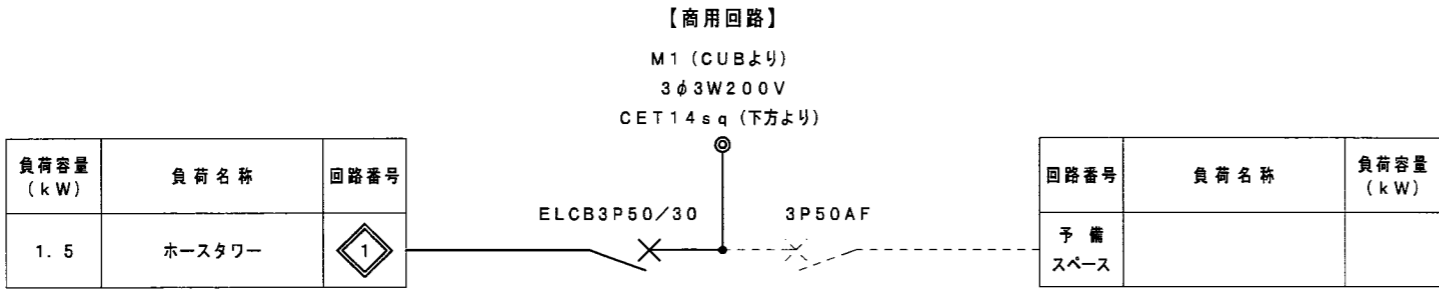 【商用回路】
M1（CUBより）
3φ3W200V
CET14sq（下方より）
負荷容量
（kW）
負荷名称
回路番号
1.5
ホースタワー
1
ELCB3P50/30
3P50AF
回路番号
負荷名称
負荷容量
（kW）
予備
スペース